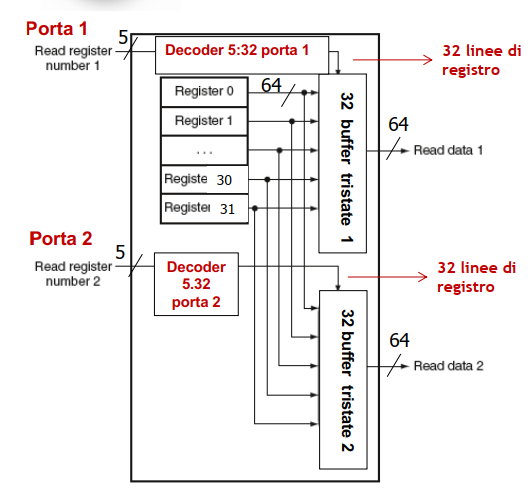 Porta 1
5
Read register
number 1
Decoder 5:32 porta 1
32 linee di
registro
Register 0
64
Register 1
...
Registe 30
Register 31
32 buffer tristate 1
64
Read data 1
Porta 2
5
Read register
number 2
Decoder
5.32
porta 2
32 linee di
registro
32 buffer tristate 2
64
Read data 2